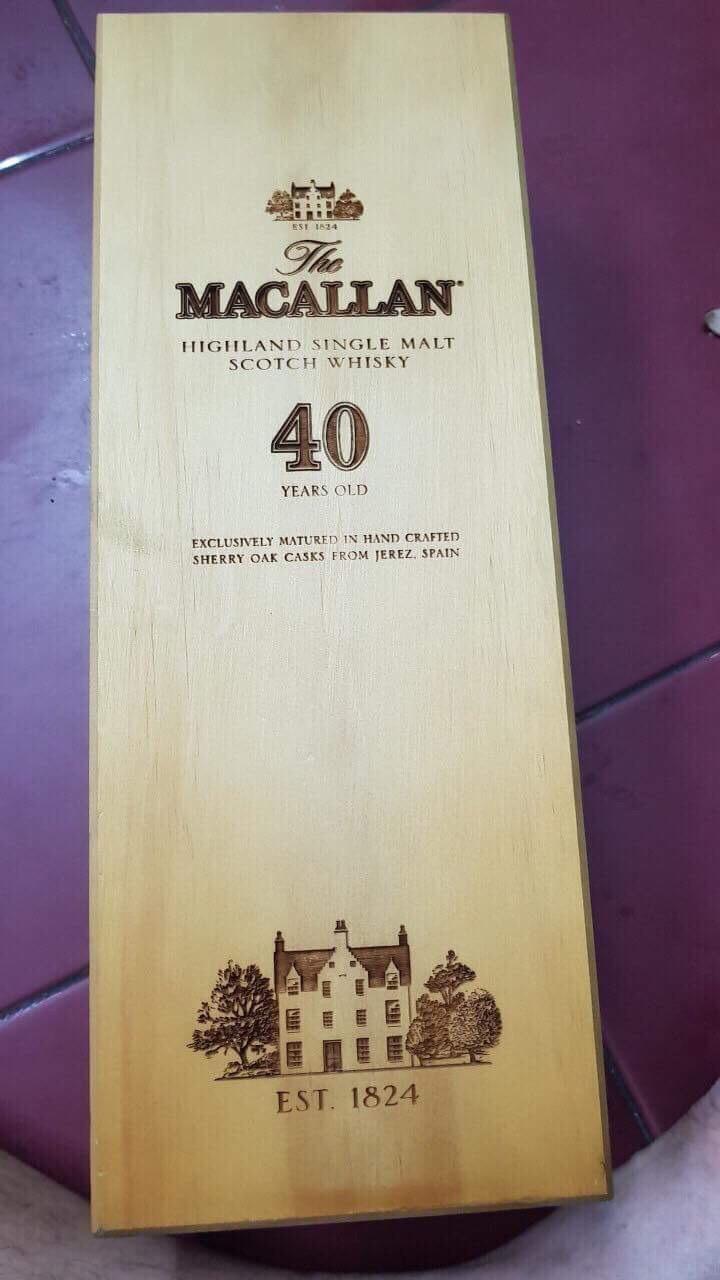 EST. 1824
The
MACALLAN
HIGHLAND SINGLE MALT
SCOTCH WHISKY
40
YEARS OLD
EXCLUSIVELY MATURED IN HAND CRAFTED
SHERRY OAK CASKS FROM JEREZ, SPAIN
EST. 1824